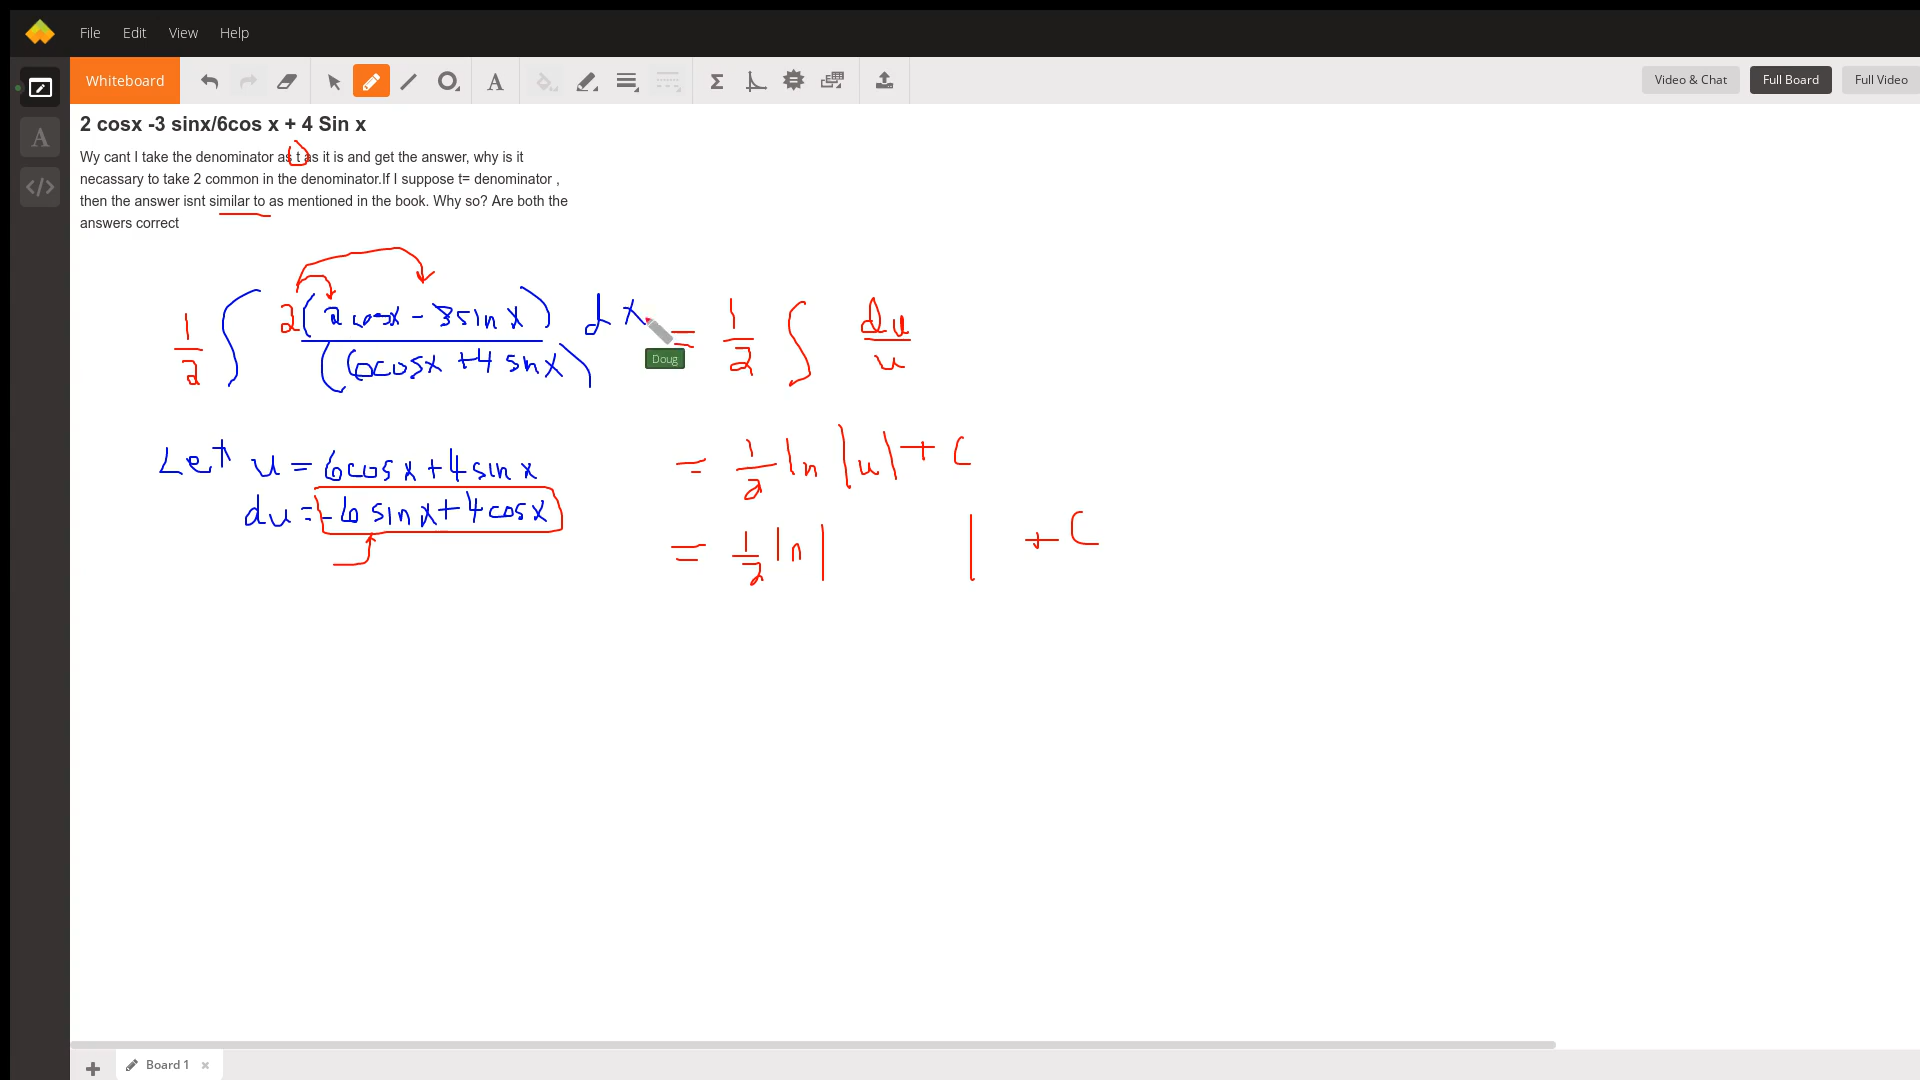 File Edit View Help
Whiteboard A Σ Video & Chat Full Board Full Video
A
</>
2 cosx -3 sinx/6cos x + 4 Sin x
Wy cant I take the denominator as t as it is and get the answer, why is it
necassary to take 2 common in the denominator.If I suppose t= denominator ,
then the answer isnt similar to as mentioned in the book. Why so? Are both the
answers correct
1/2 ∫ 2(2cosx - 3sinx)/(6cosx + 4sinx) dx = 1/2 ∫ du/u
Doug
Let u = 6cosx + 4sinx
du = -6sinx + 4cosx
= 1/2 ln |u| + C
= 1/2 ln | | + C
+ Board 1 ×